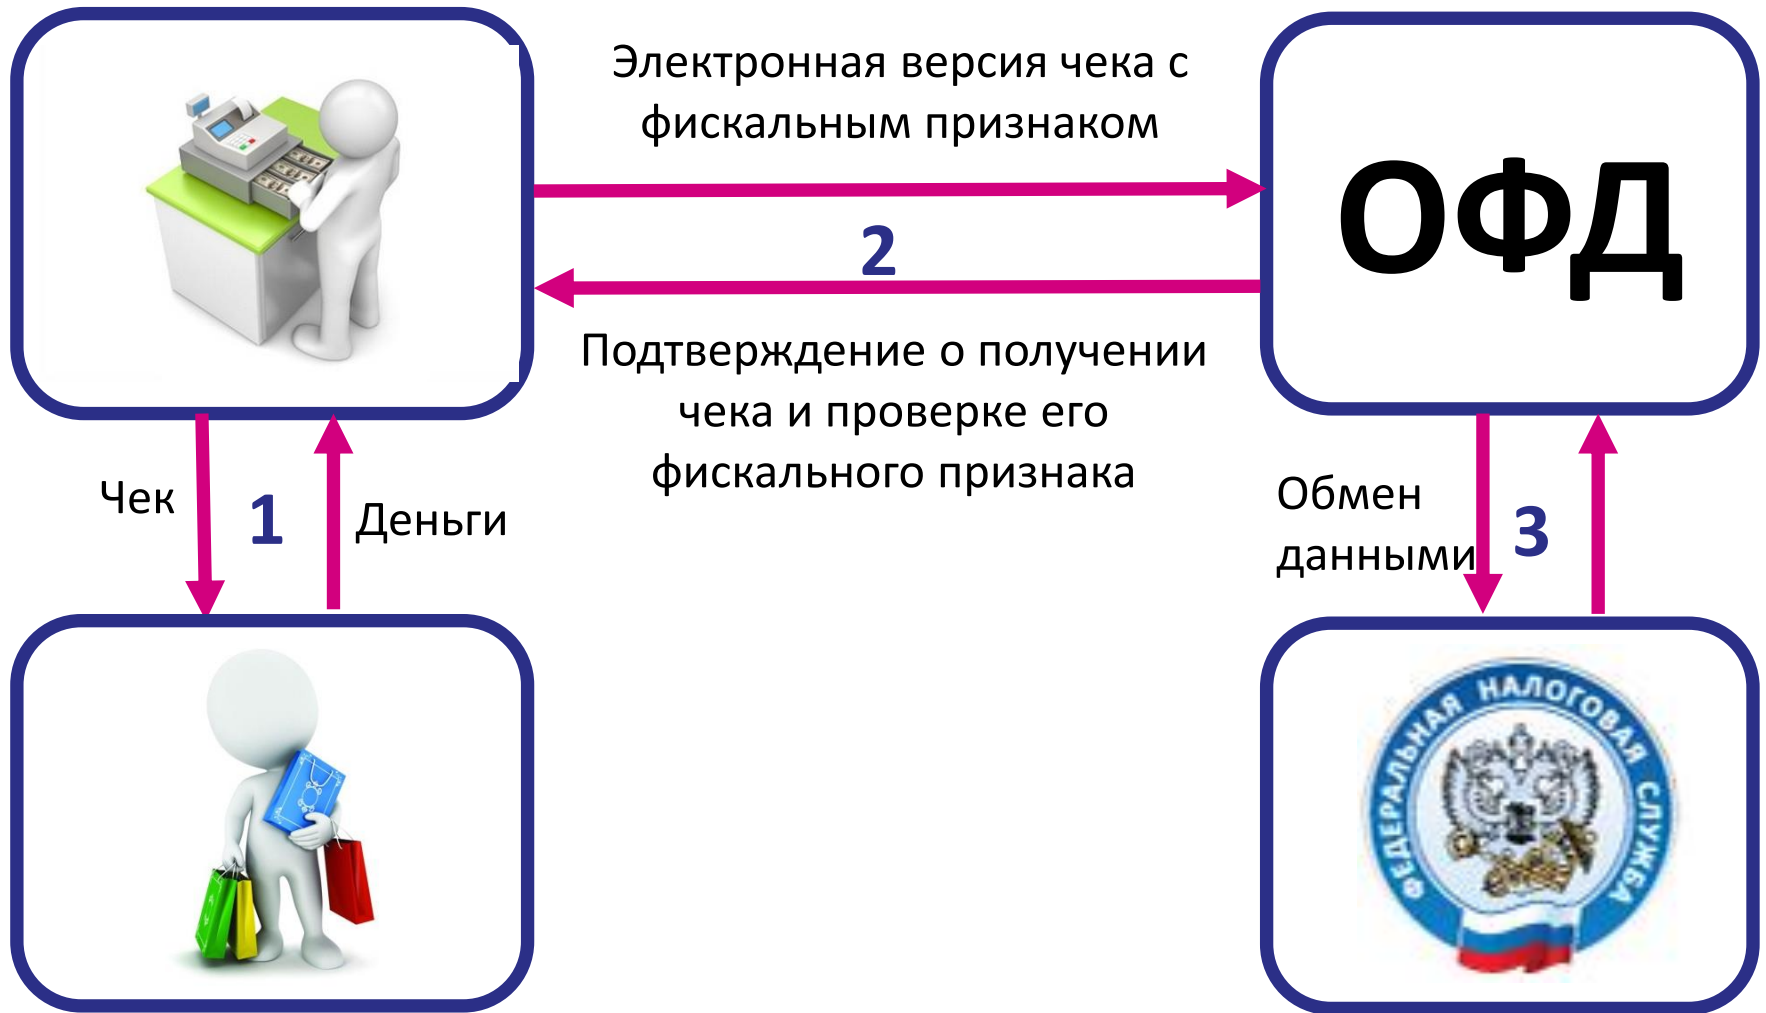 Электронная версия чека с
фискальным признаком
ОФД
2
Подтверждение о получении
чека и проверке его
фискального признака
Чек
1
Деньги
Обмен
данными
3
ФЕДЕРАЛЬНАЯ НАЛОГОВАЯ СЛУЖБА